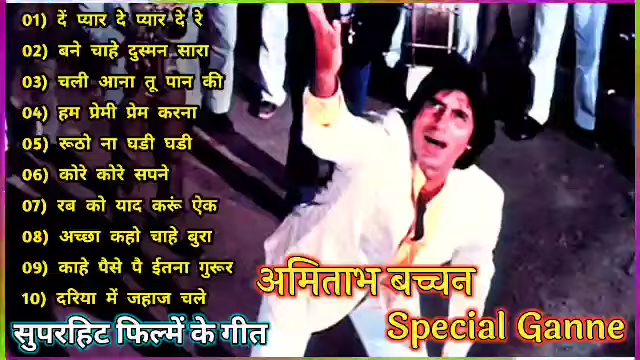 01) दें प्यार दे प्यार दे रे
02) बने चाहे दुस्मन सारा
03) चली आना तू पान की
04) हम प्रेमी प्रेम करना
05) रूठो ना घडी घडी
06) कोरे कोरे सपने
07) रब को याद करूं ऐक
08) अच्छा कहो चाहे बुरा
09) काहे पैसे पै ईतना गुरूर
10) दरिया में जहाज चले
अमिताभ बच्चन
सुपरहिट फिल्में के गीत
Special Ganne